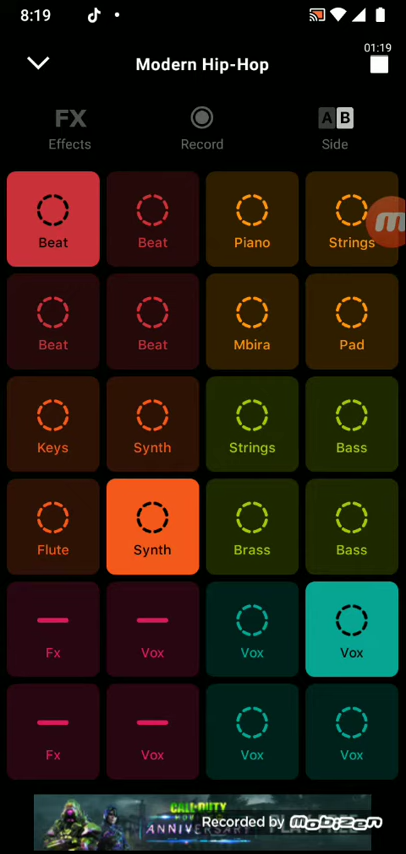 8:19
01:19
Modern Hip-Hop
FX
A B
Effects
Record
Side
Beat
Beat
Piano
Strings
Beat
Beat
Mbira
Pad
Keys
Synth
Strings
Bass
Flute
Synth
Brass
Bass
Fx
Vox
Vox
Vox
Fx
Vox
Vox
Vox
CALL OF DUTY
ANNIVERSARY
Recorded by Mobizen